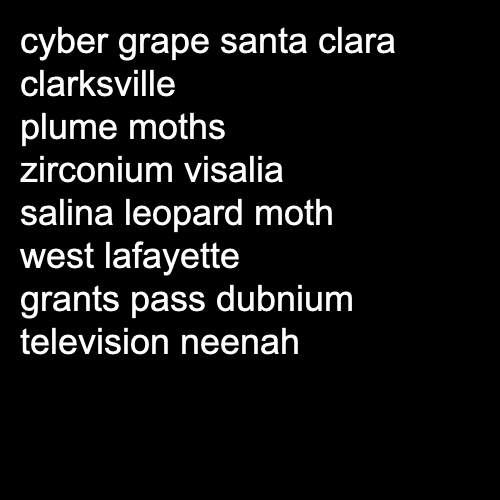 cyber grape santa clara
clarksville
plume moths
zirconium visalia
salina leopard moth
west lafayette
grants pass dubnium
television neenah